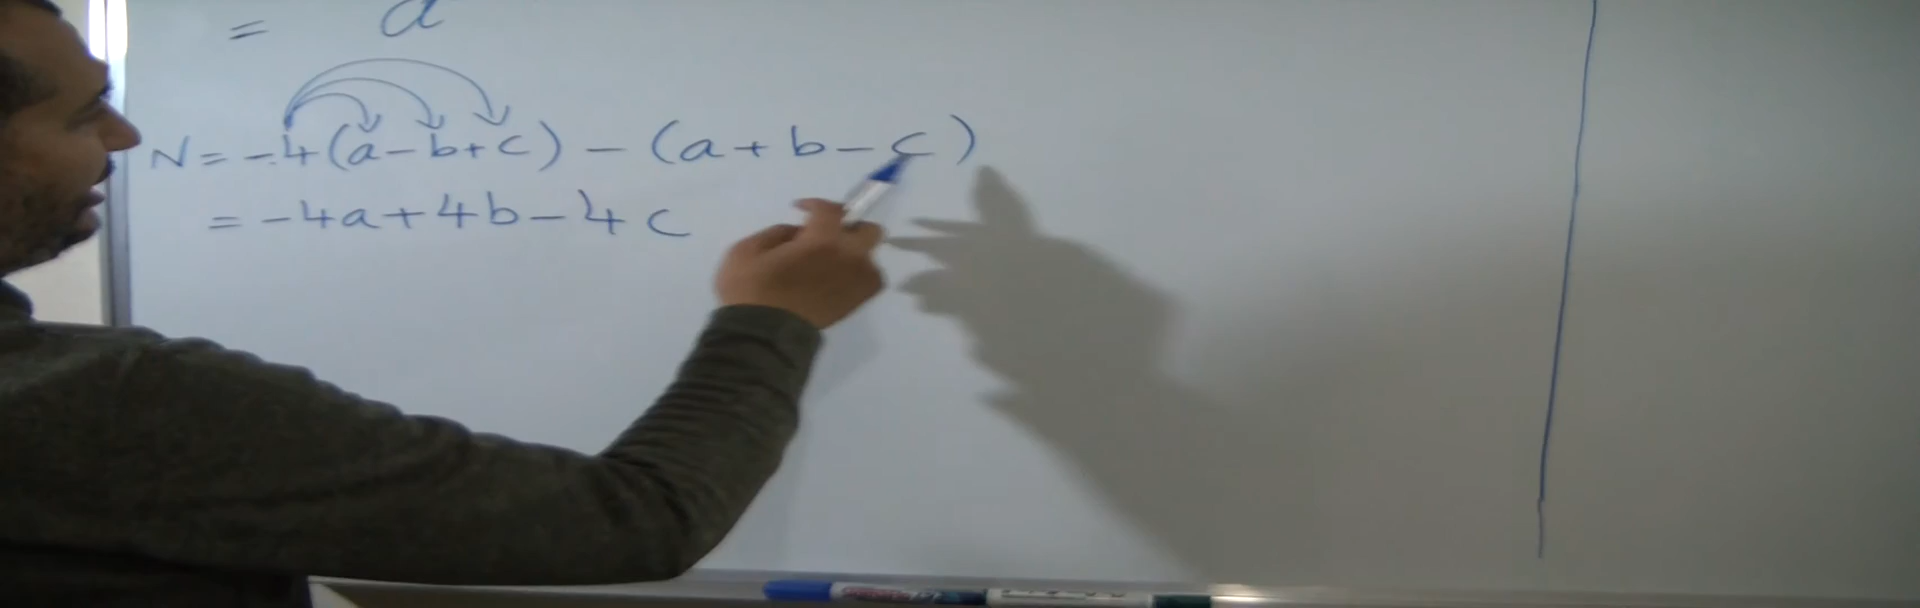 = a
N = -4(a-b+c) - (a+b-c)
= -4a+4b-4c